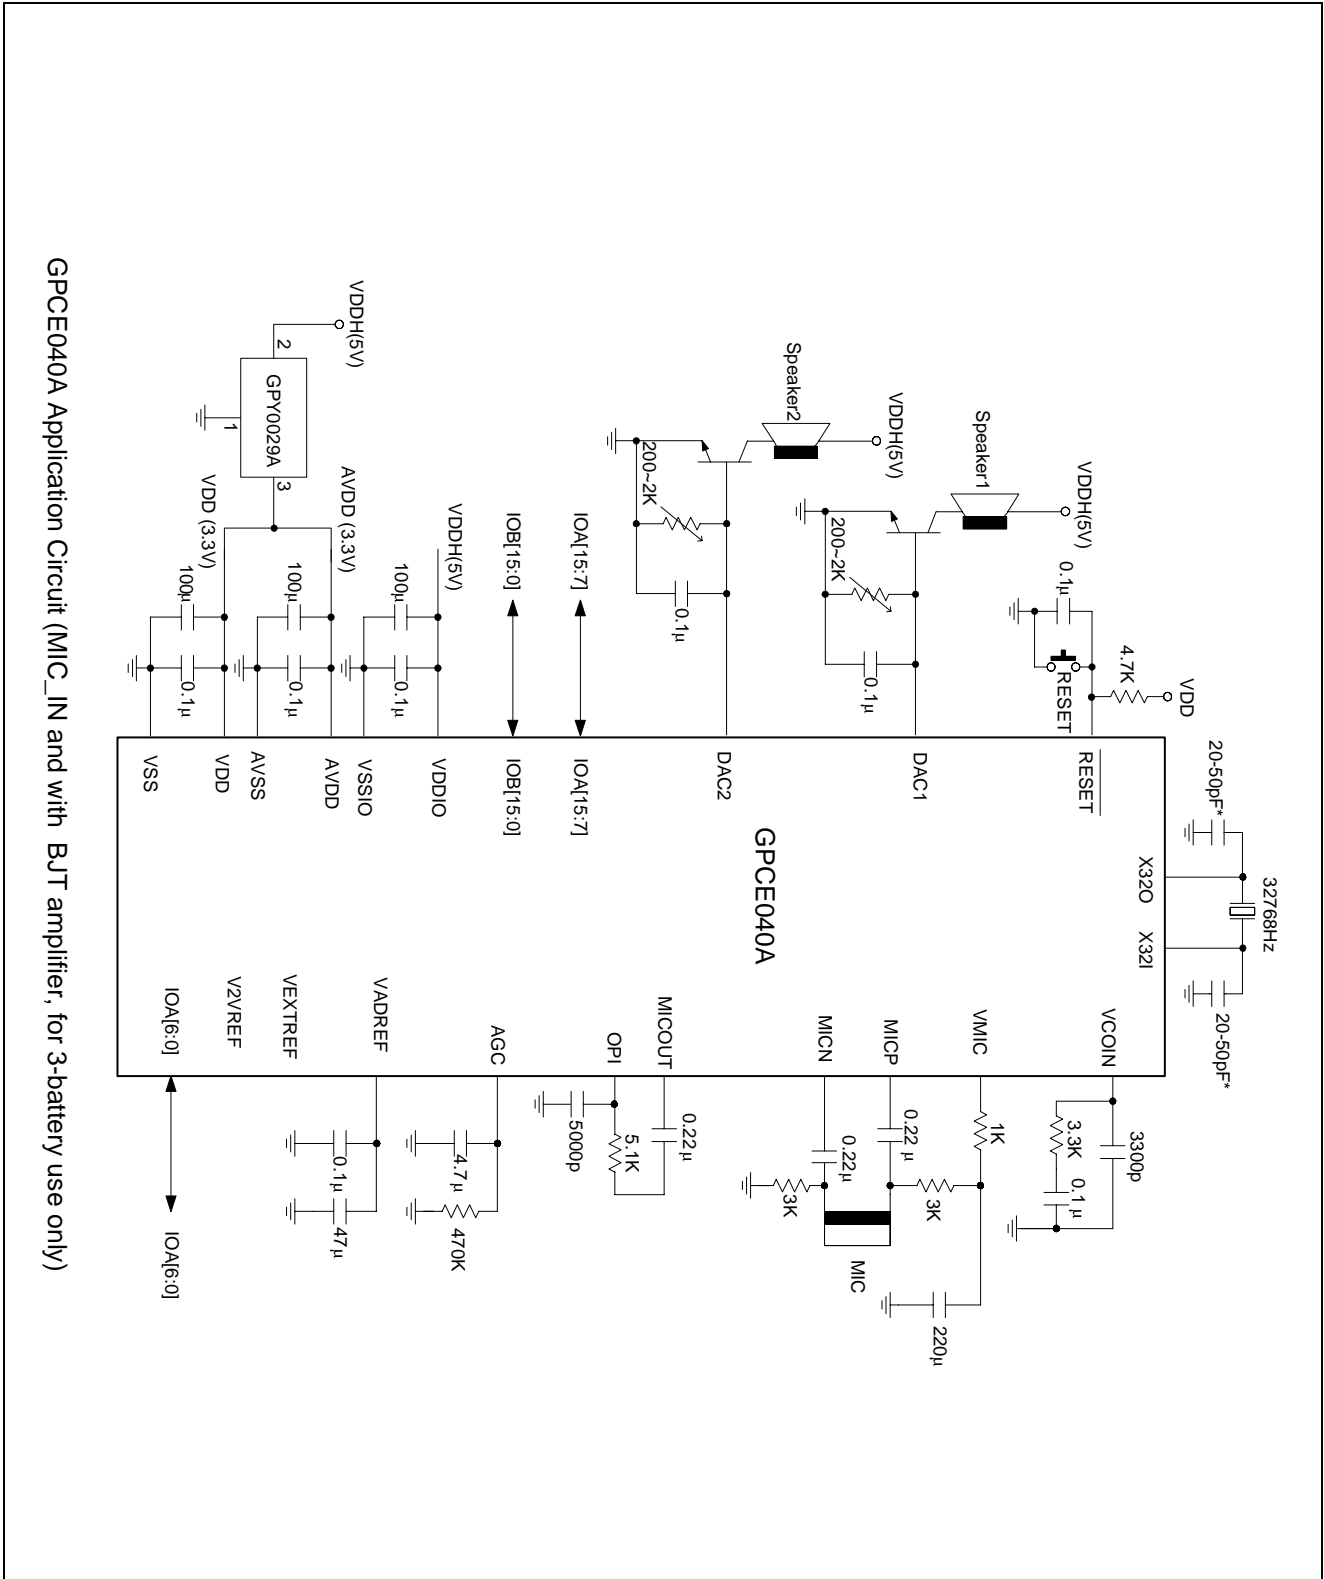 32768Hz
20-50pF*
20-50pF*
X32O
X32I
VDD
4.7K
0.1μ
RESET
RESET
VDDH(5V)
Speaker1
200~2K
0.1μ
DAC1
VDDH(5V)
Speaker2
200~2K
0.1μ
DAC2
IOA[15:7]
IOA[15:7]
IOB[15:0]
IOB[15:0]
VDDH(5V)
100μ
0.1μ
VDDIO
VSSIO
AVDD (3.3V)
100μ
0.1μ
AVDD
AVSS
VDD (3.3V)
100μ
0.1μ
VDD
VSS
VDDH(5V)
2
GPY0029A
1
3
GPCE040A
VCOIN
3300p
3.3K
0.1 μ
VMIC
1K
220μ
MICP
0.22 μ
3K
MIC
MICN
0.22μ
3K
MICOUT
0.22μ
OPI
5.1K
5000p
AGC
4.7μ
470K
VADREF
0.1μ
47μ
VEXTREF
V2VREF
IOA[6:0]
IOA[6:0]
GPCE040A Application Circuit (MIC_IN and with BJT amplifier, for 3-battery use only)